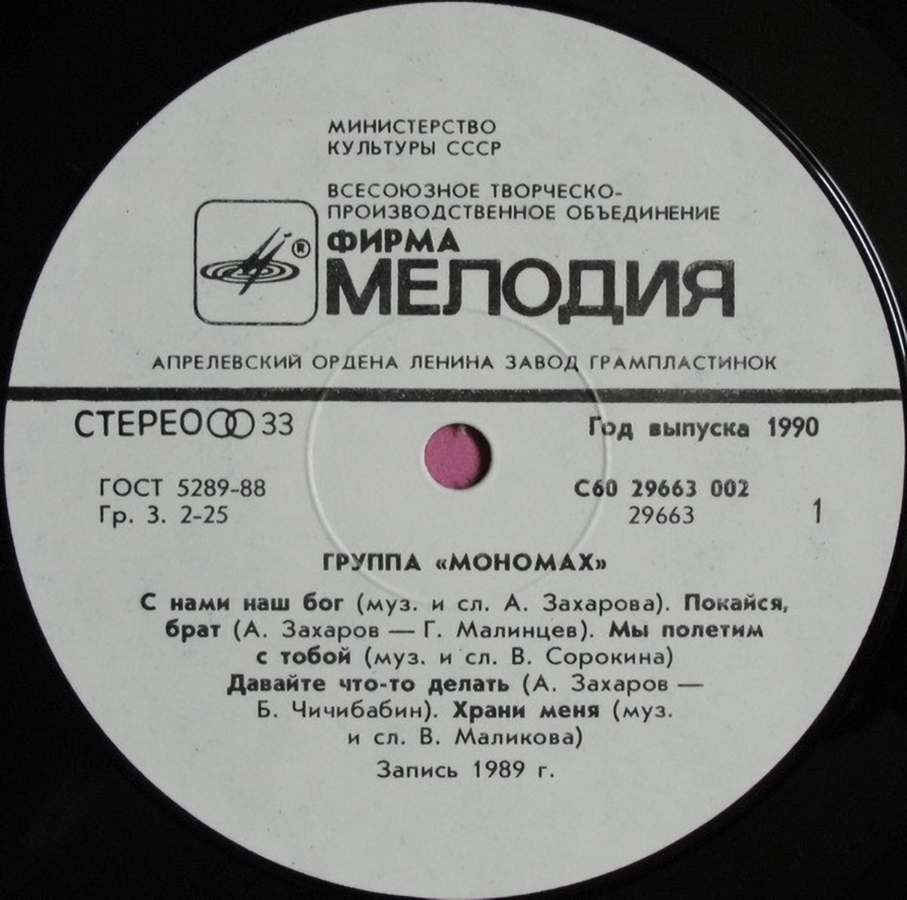 МИНИСТЕРСТВО
КУЛЬТУРЫ СССР
ВСЕСОЮЗНОЕ ТВОРЧЕСКО-
ПРОИЗВОДСТВЕННОЕ ОБЪЕДИНЕНИЕ
ФИРМА
®
МЕЛОДИЯ
АПРЕЛЕВСКИЙ ОРДЕНА ЛЕНИНА ЗАВОД ГРАМПЛАСТИНОК
СТЕРЕО 33
Год выпуска 1990
ГОСТ 5289-88
С60 29663 002
Гр. 3. 2-25
29663
1
ГРУППА «МОНОМАХ»
С нами наш бог (муз. и сл. А. Захарова). Покайся,
брат (А. Захаров — Г. Малинцев). Мы полетим
с тобой (муз. и сл. В. Сорокина)
Давайте что-то делать (А. Захаров —
Б. Чичибабин). Храни меня (муз.
и сл. В. Маликова)
Запись 1989 г.